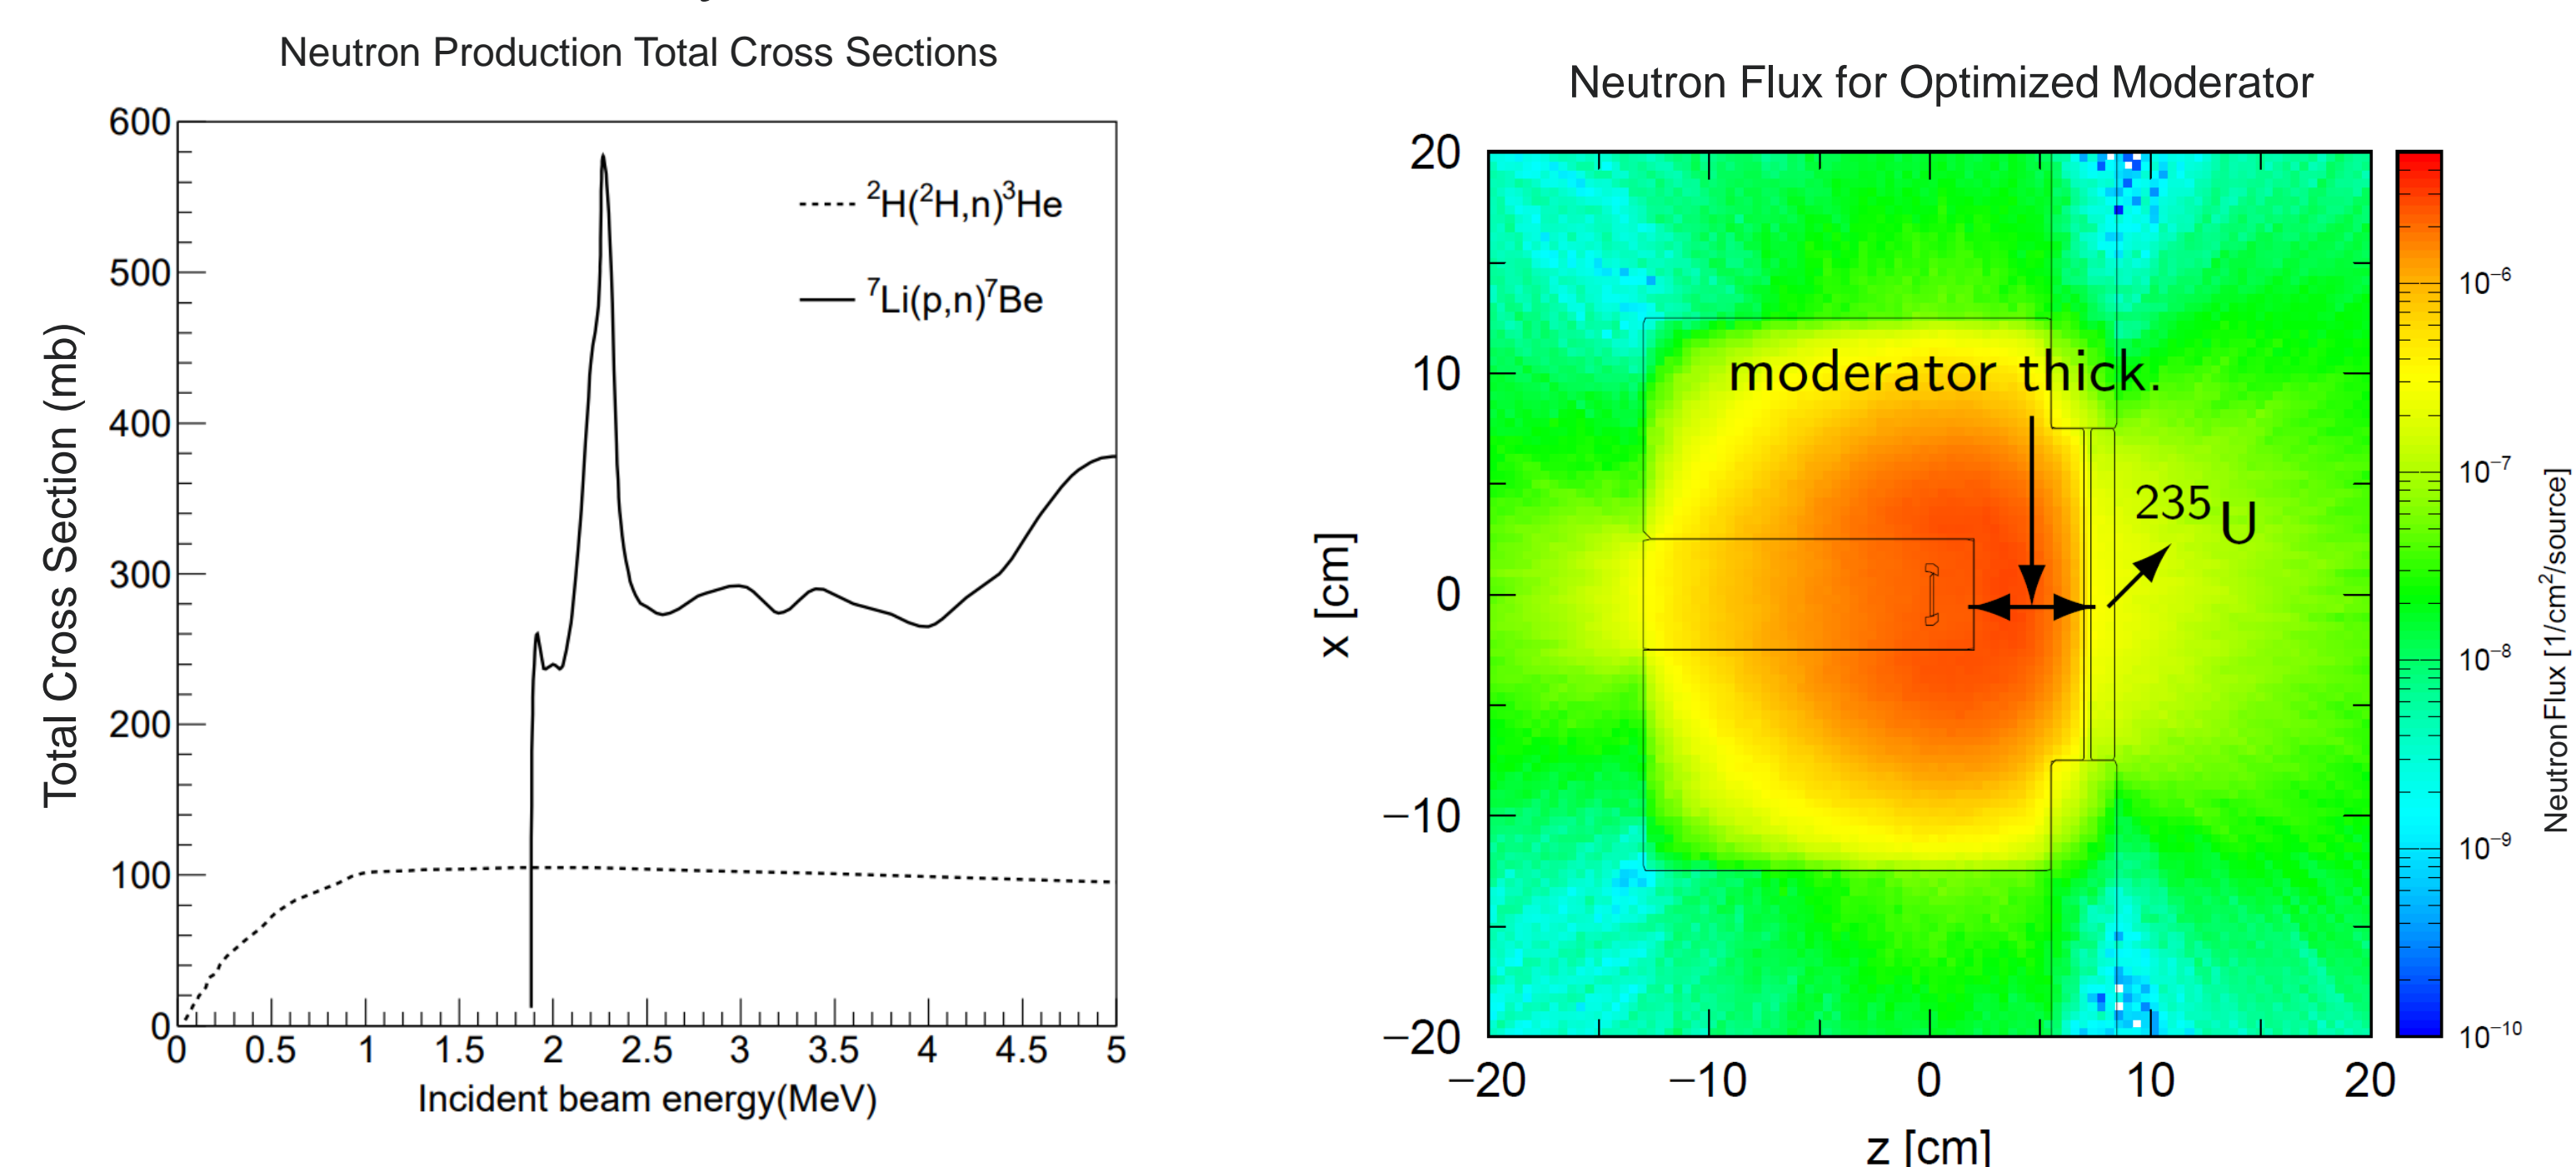 Neutron Production Total Cross Sections
600
500
400
300
200
100
0
Total Cross Section (mb)
²H(²H,n)³He
⁷Li(p,n)⁷Be
0 0.5 1 1.5 2 2.5 3 3.5 4 4.5 5
Incident beam energy(MeV)
Neutron Flux for Optimized Moderator
20
10
0
−10
−20
x [cm]
moderator thick.
²³⁵U
−20 −10 0 10 20
z [cm]
10⁻⁶
10⁻⁷
10⁻⁸
10⁻⁹
10⁻¹⁰
NeutronFlux [1/cm²/source]